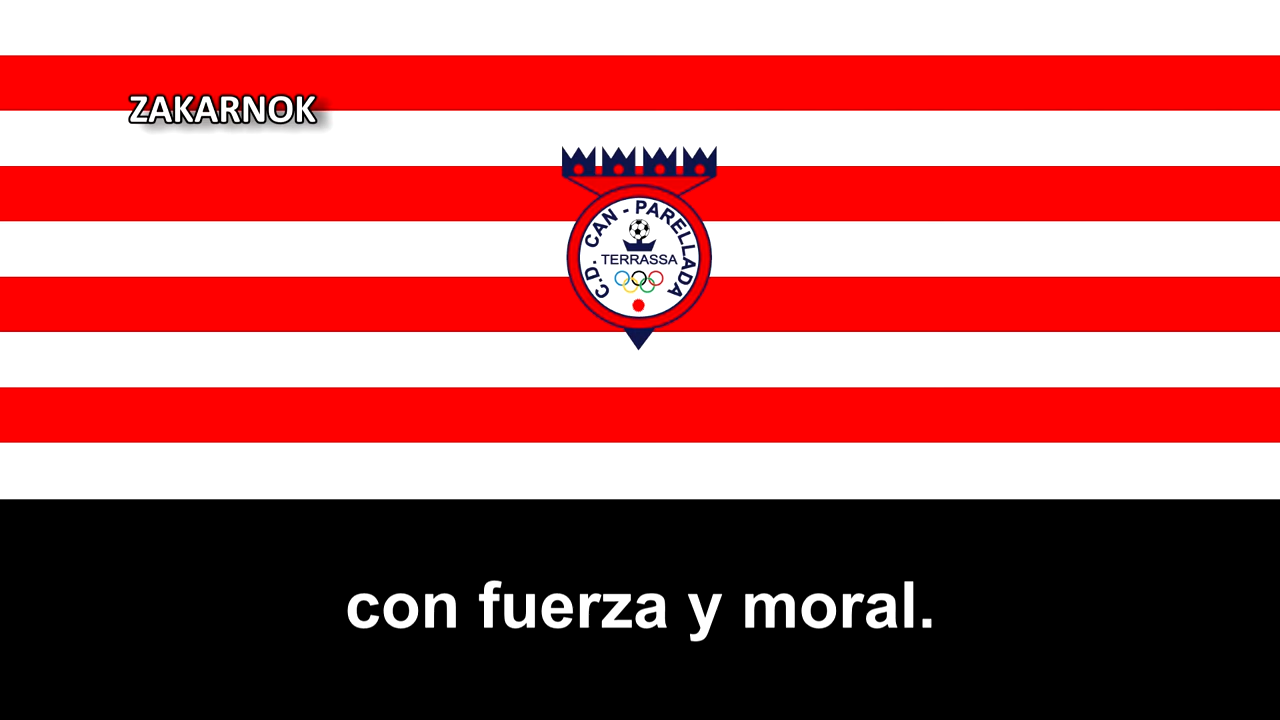 ZAKARNOK
C.D. CAN - PARELLADA
TERRASSA
con fuerza y moral.